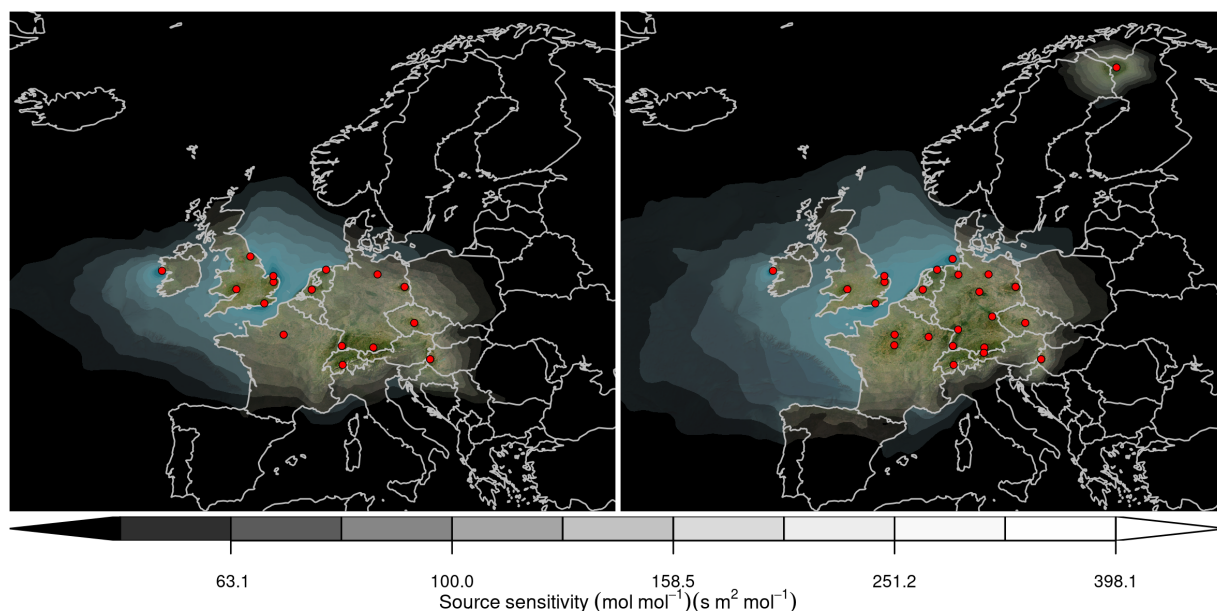 63.1 100.0 158.5 251.2 398.1
Source sensitivity (mol mol⁻¹)(s m² mol⁻¹)